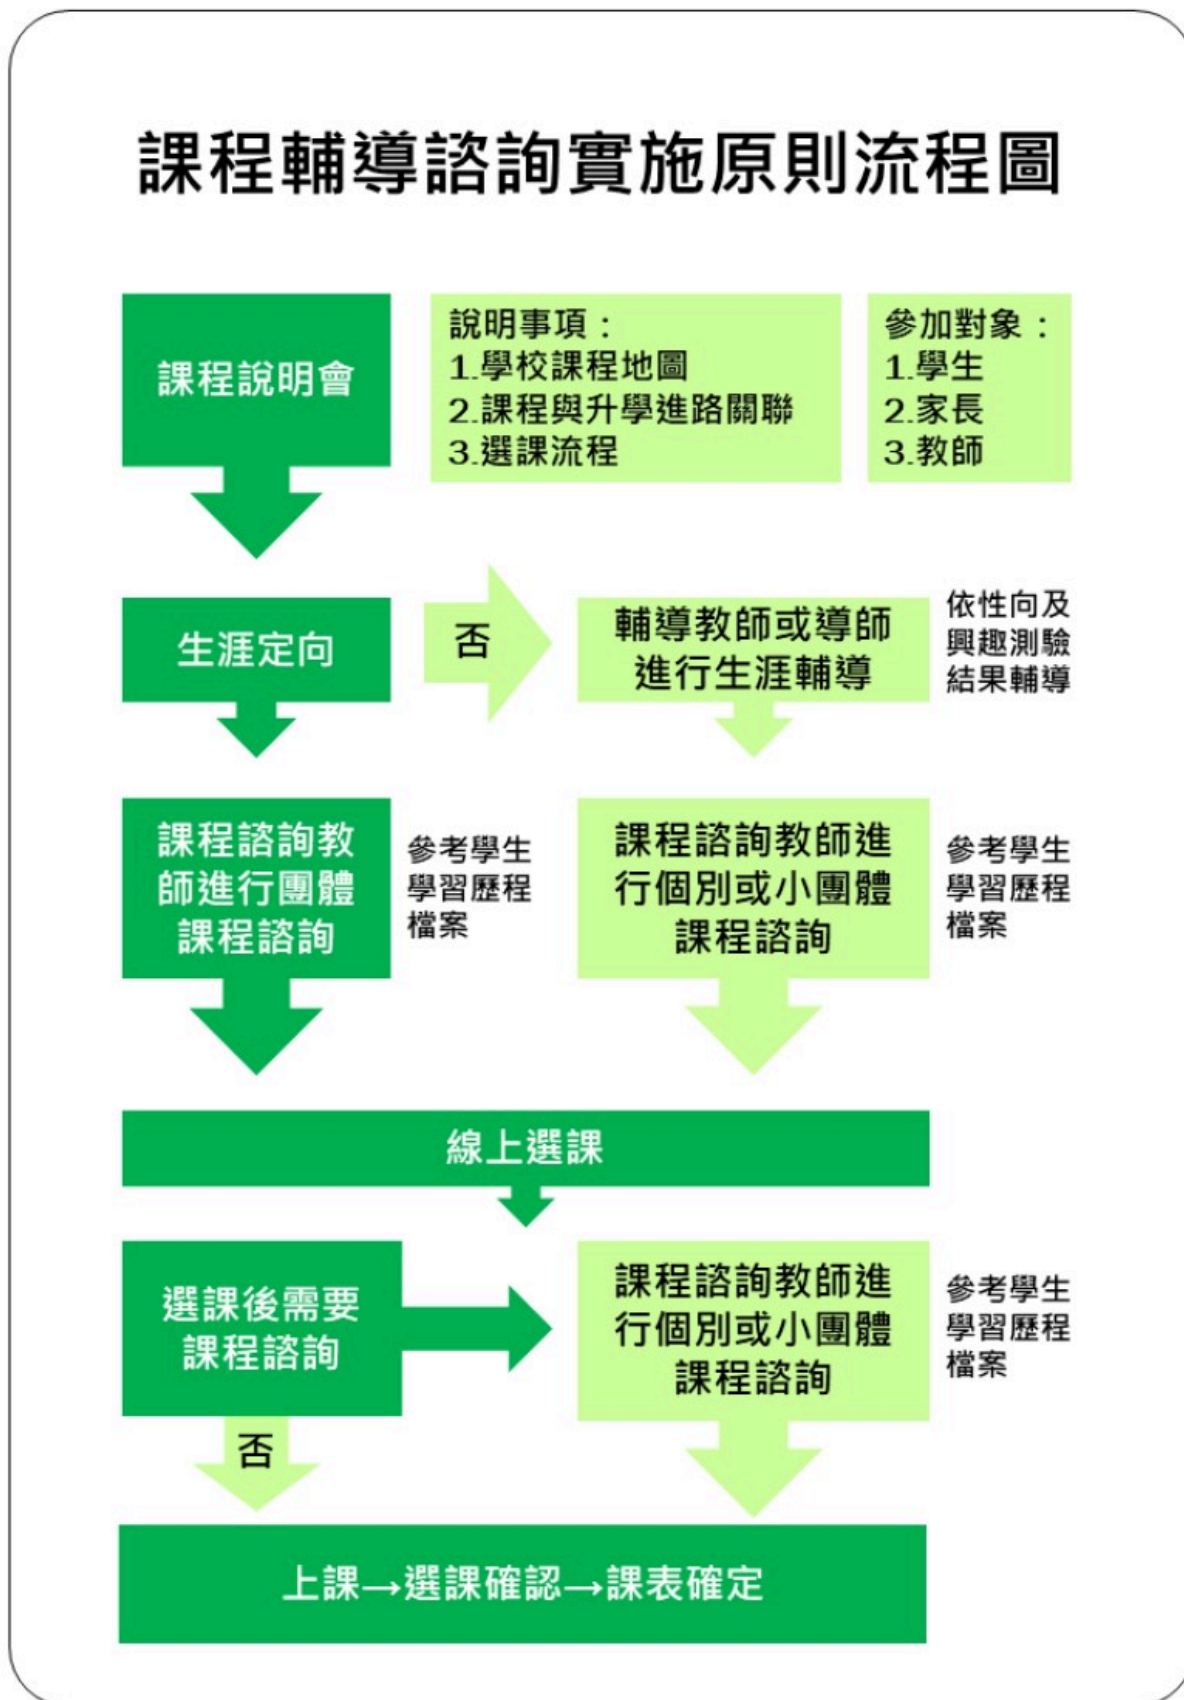 課程輔導諮詢實施原則流程圖
課程說明會
說明事項：
1.學校課程地圖
2.課程與升學進路關聯
3.選課流程
參加對象：
1.學生
2.家長
3.教師
生涯定向
否
輔導教師或導師
進行生涯輔導
依性向及
興趣測驗
結果輔導
課程諮詢教
師進行團體
課程諮詢
參考學生
學習歷程
檔案
課程諮詢教師進
行個別或小團體
課程諮詢
參考學生
學習歷程
檔案
線上選課
選課後需要
課程諮詢
課程諮詢教師進
行個別或小團體
課程諮詢
參考學生
學習歷程
檔案
否
上課→選課確認→課表確定